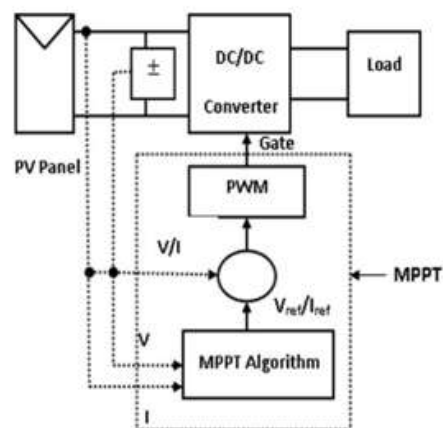 ±
DC/DC
Converter
Load
PV Panel
Gate
PWM
V/I
MPPT
Vref/Iref
V
MPPT Algorithm
I